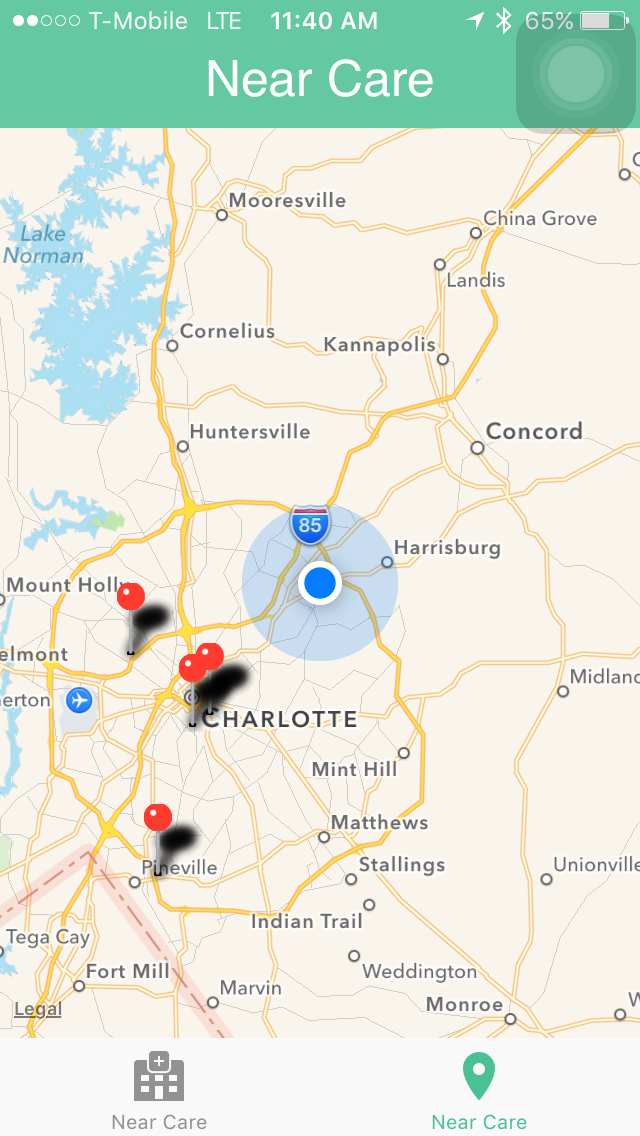 T-Mobile LTE 11:40 AM 65%
Near Care
Mooresville
China Grove
Lake
Norman
Landis
Cornelius
Kannapolis
Huntersville
Concord
85
Harrisburg
Mount Holly
elmont
Midland
erton
CHARLOTTE
Mint Hill
Matthews
Pineville
Stallings
Unionville
Indian Trail
Tega Cay
Weddington
Fort Mill
Marvin
Monroe
Legal
Near Care Near Care